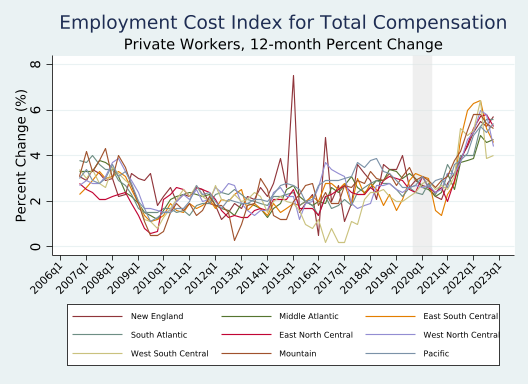 Employment Cost Index for Total Compensation
Private Workers, 12-month Percent Change
Percent Change (%)
8
6
4
2
0
2006q1
2007q1
2008q1
2009q1
2010q1
2011q1
2012q1
2013q1
2014q1
2015q1
2016q1
2017q1
2018q1
2019q1
2020q1
2021q1
2022q1
2023q1
New England
Middle Atlantic
East South Central
South Atlantic
East North Central
West North Central
West South Central
Mountain
Pacific